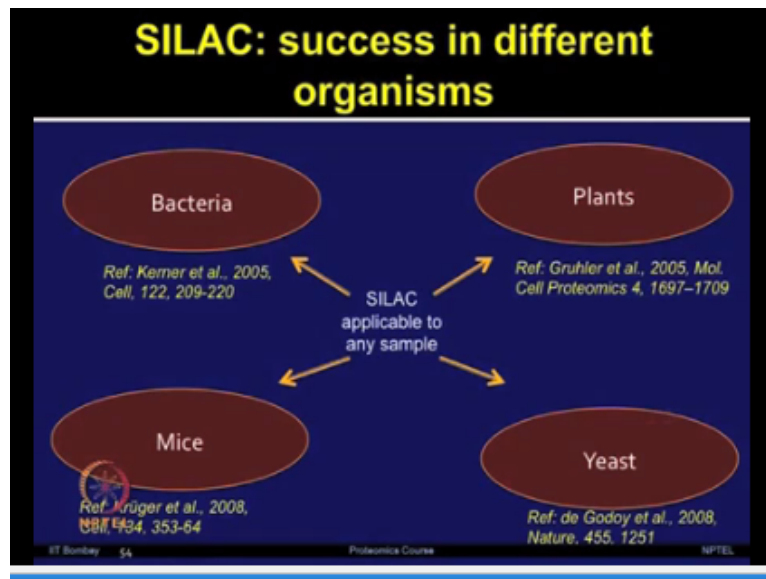 SILAC: success in different
organisms
Bacteria
Ref: Kerner et al., 2005,
Cell, 122, 209-220
Plants
Ref: Gruhler et al., 2005, Mol.
Cell Proteomics 4, 1697–1709
SILAC
applicable to
any sample
Mice
Ref: Krüger et al., 2008,
Cell, 134, 353-64
NPTEL
Yeast
Ref: de Godoy et al., 2008,
Nature, 455, 1251
IIT Bombay
54
Proteomics Course
NPTEL